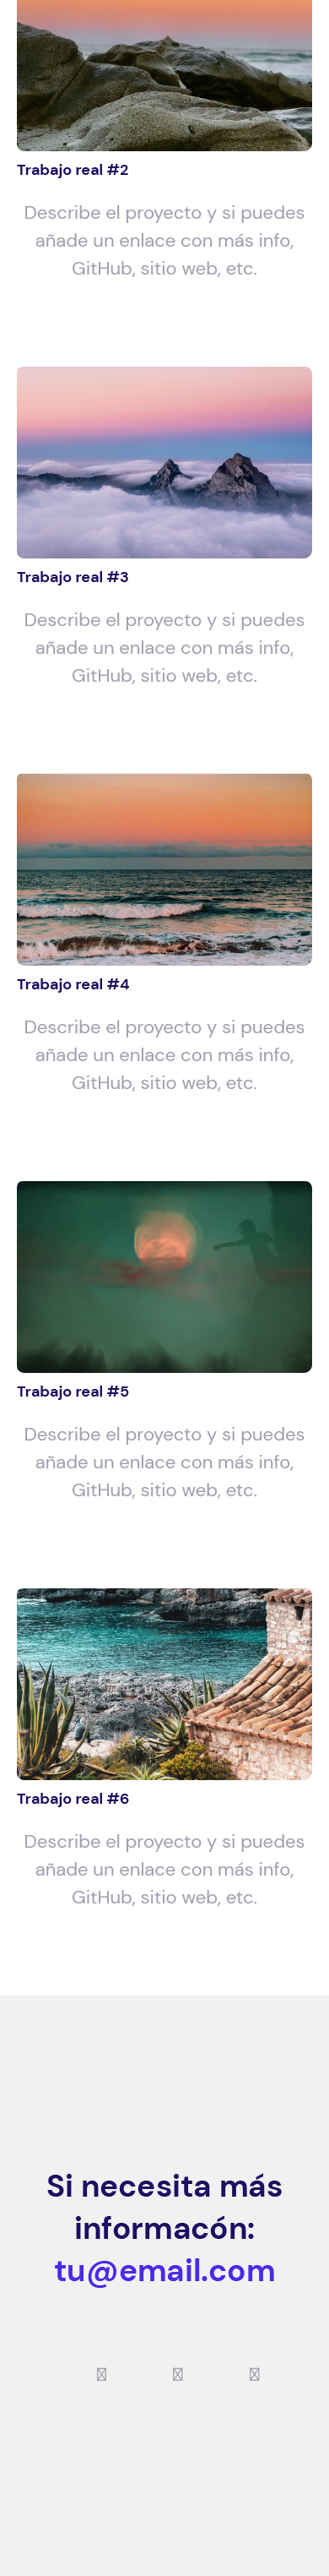 Trabajo real #2
Describe el proyecto y si puedes
añade un enlace con más info,
GitHub, sitio web, etc.
Trabajo real #3
Describe el proyecto y si puedes
añade un enlace con más info,
GitHub, sitio web, etc.
Trabajo real #4
Describe el proyecto y si puedes
añade un enlace con más info,
GitHub, sitio web, etc.
Trabajo real #5
Describe el proyecto y si puedes
añade un enlace con más info,
GitHub, sitio web, etc.
Trabajo real #6
Describe el proyecto y si puedes
añade un enlace con más info,
GitHub, sitio web, etc.
Si necesita más
informacón:
tu@email.com